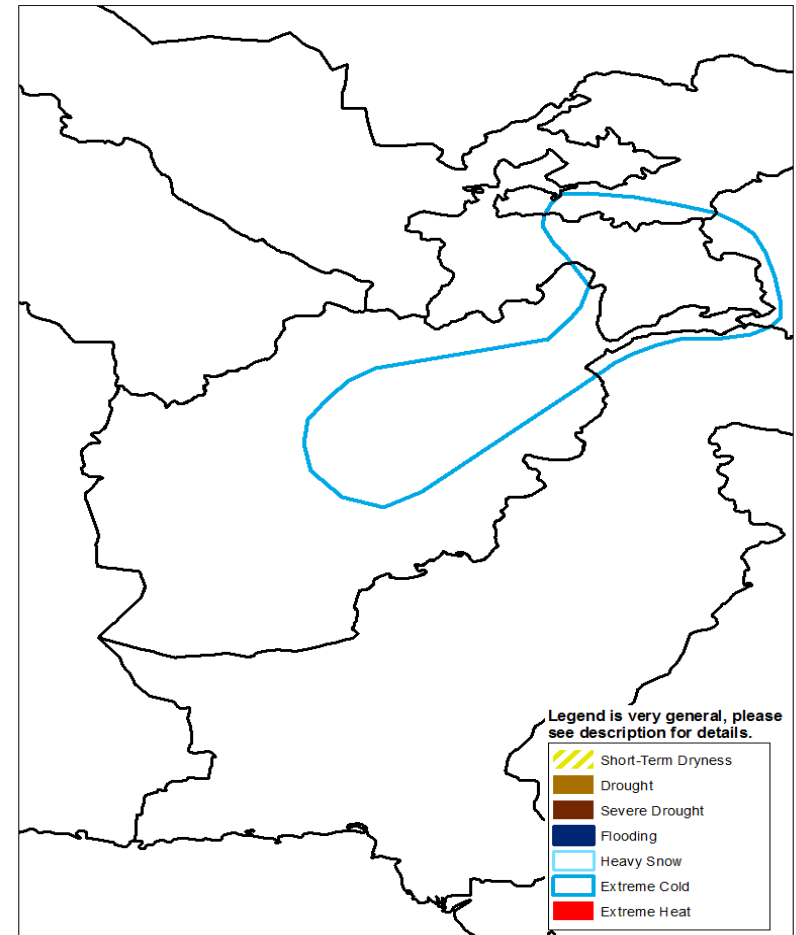 Legend is very general, please
see description for details.
Short-Term Dryness
Drought
Severe Drought
Flooding
Heavy Snow
Extreme Cold
Extreme Heat